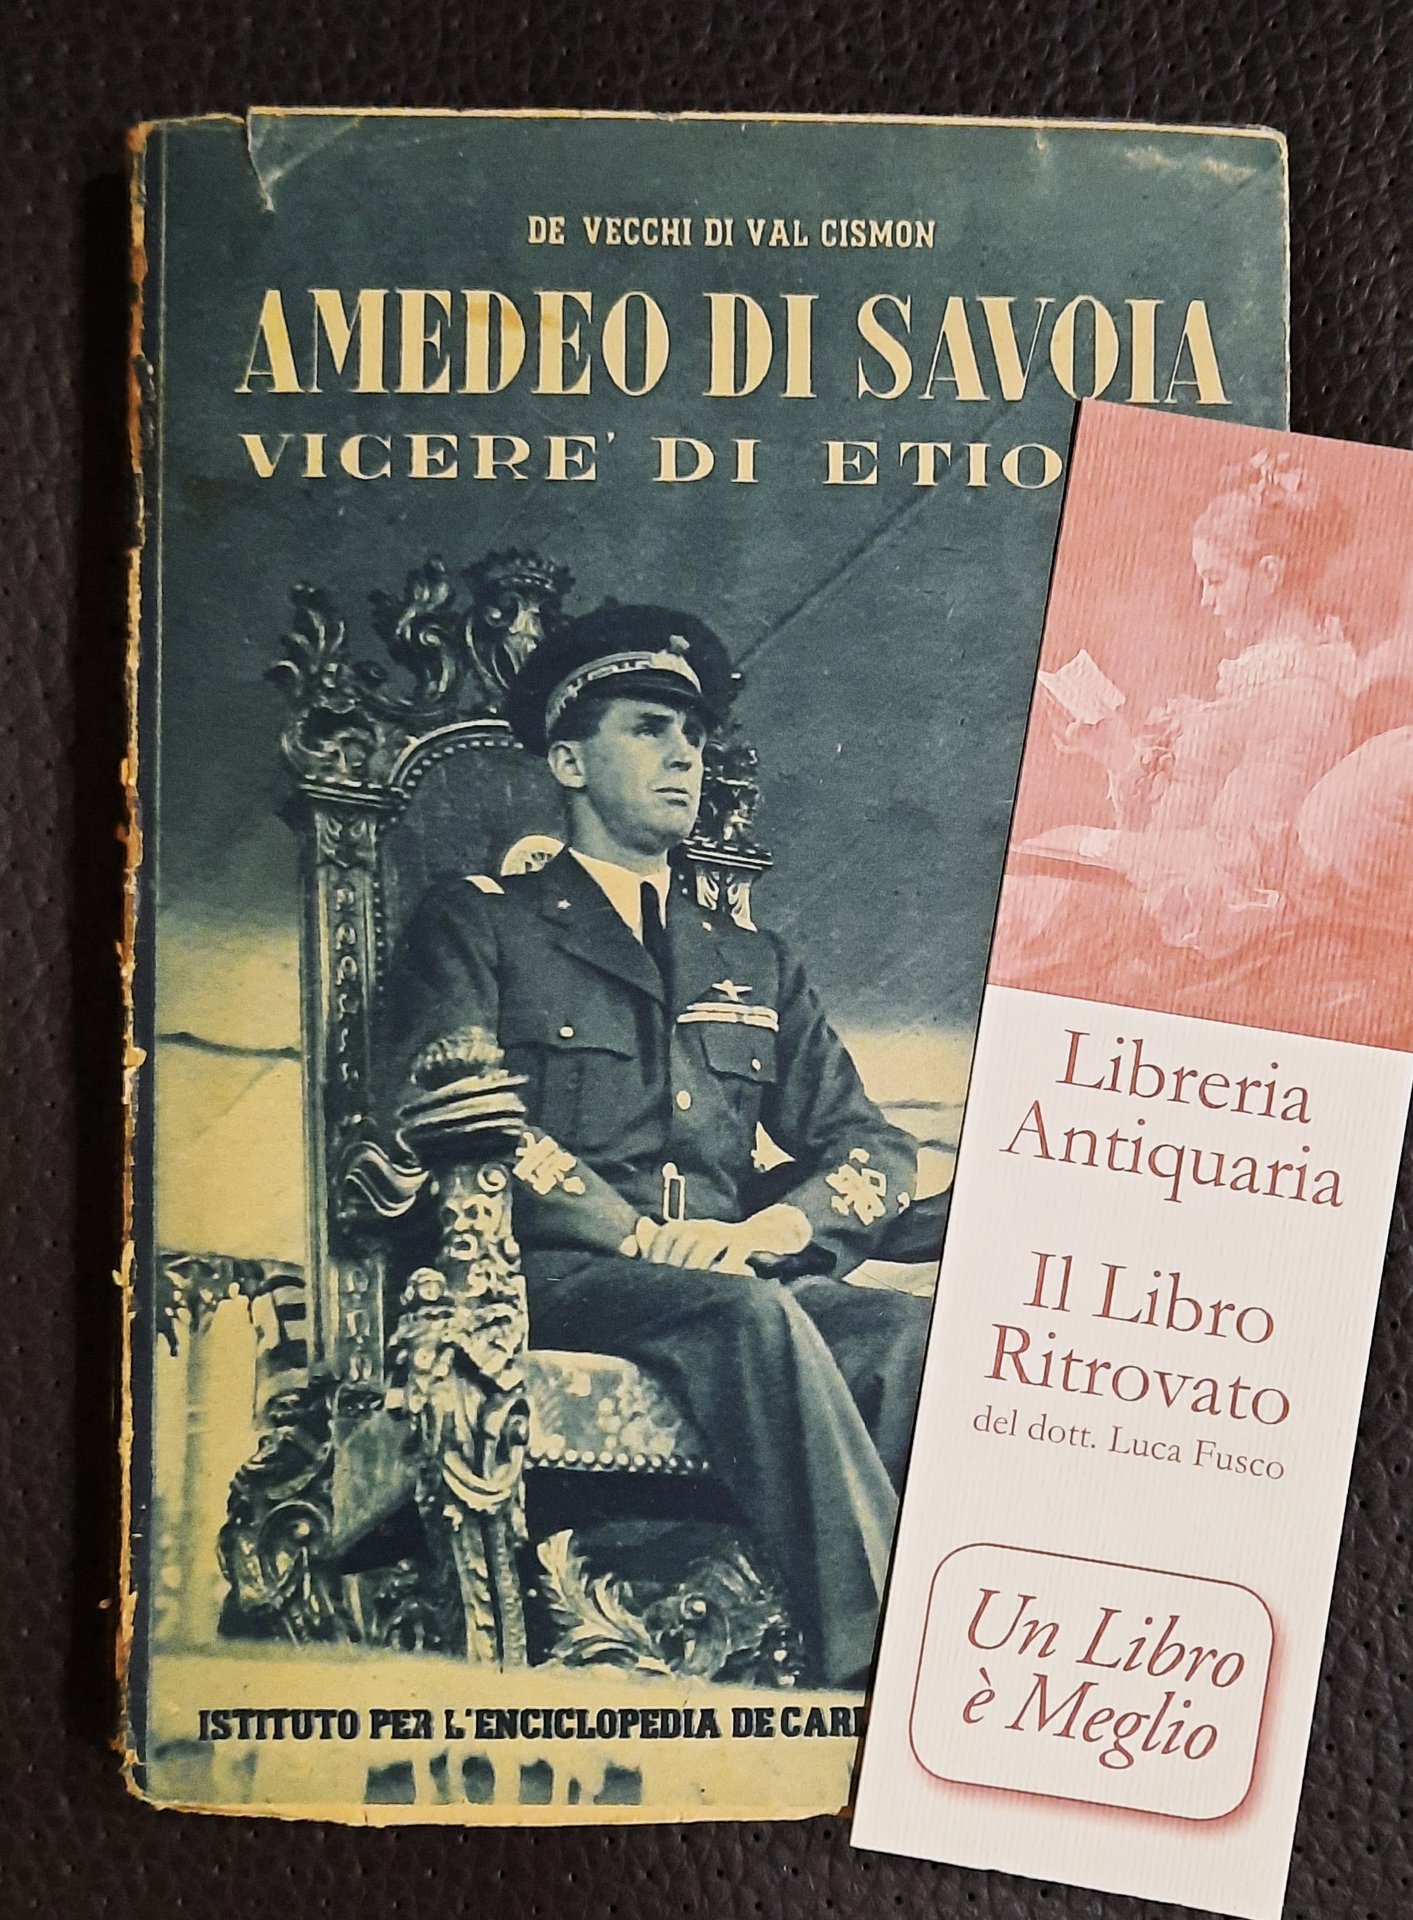 DE VECCHI DI VAL CISMON
AMEDEO DI SAVOIA
VICERE' DI ETIO
ISTITUTO PER L'ENCICLOPEDIA DE CARL
Libreria
Antiquaria
Il Libro
Ritrovato
del dott. Luca Fusco
Un Libro
è Meglio